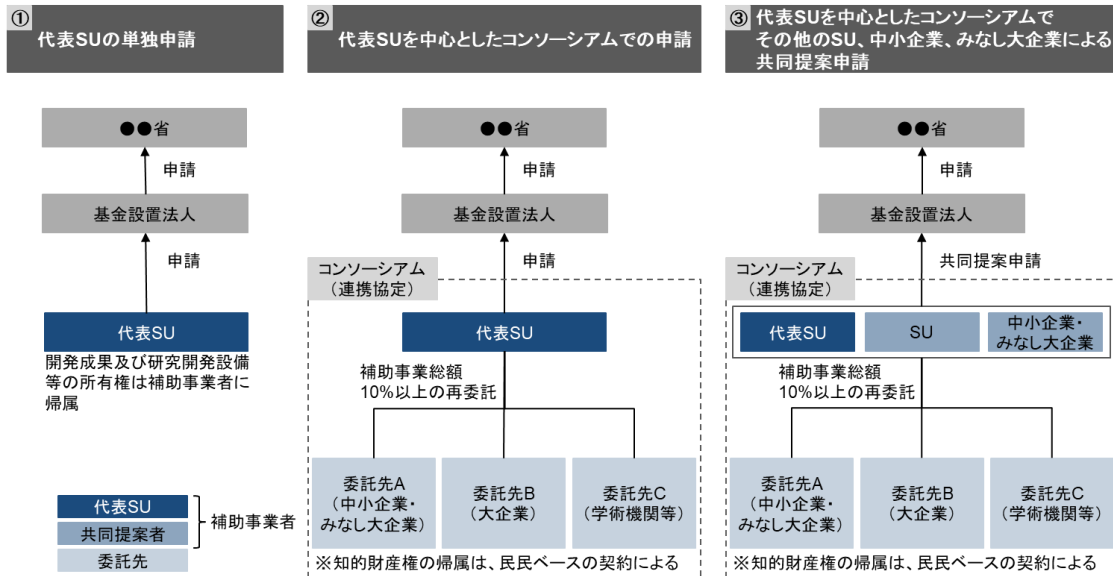 ①
代表SUの単独申請
●●省
申請
基金設置法人
申請
代表SU
開発成果及び研究開発設備
等の所有権は補助事業者に
帰属
代表SU
共同提案者
委託先
補助事業者
②
代表SUを中心としたコンソーシアムでの申請
●●省
申請
基金設置法人
コンソーシアム
（連携協定）
申請
代表SU
補助事業総額
10%以上の再委託
委託先A
（中小企業・
みなし大企業）
委託先B
（大企業）
委託先C
（学術機関等）
※知的財産権の帰属は、民民ベースの契約による
③
代表SUを中心としたコンソーシアムで
その他のSU、中小企業、みなし大企業による
共同提案申請
●●省
申請
基金設置法人
コンソーシアム
（連携協定）
共同提案申請
代表SU
SU
中小企業・
みなし大企業
補助事業総額
10%以上の再委託
委託先A
（中小企業・
みなし大企業）
委託先B
（大企業）
委託先C
（学術機関等）
※知的財産権の帰属は、民民ベースの契約による